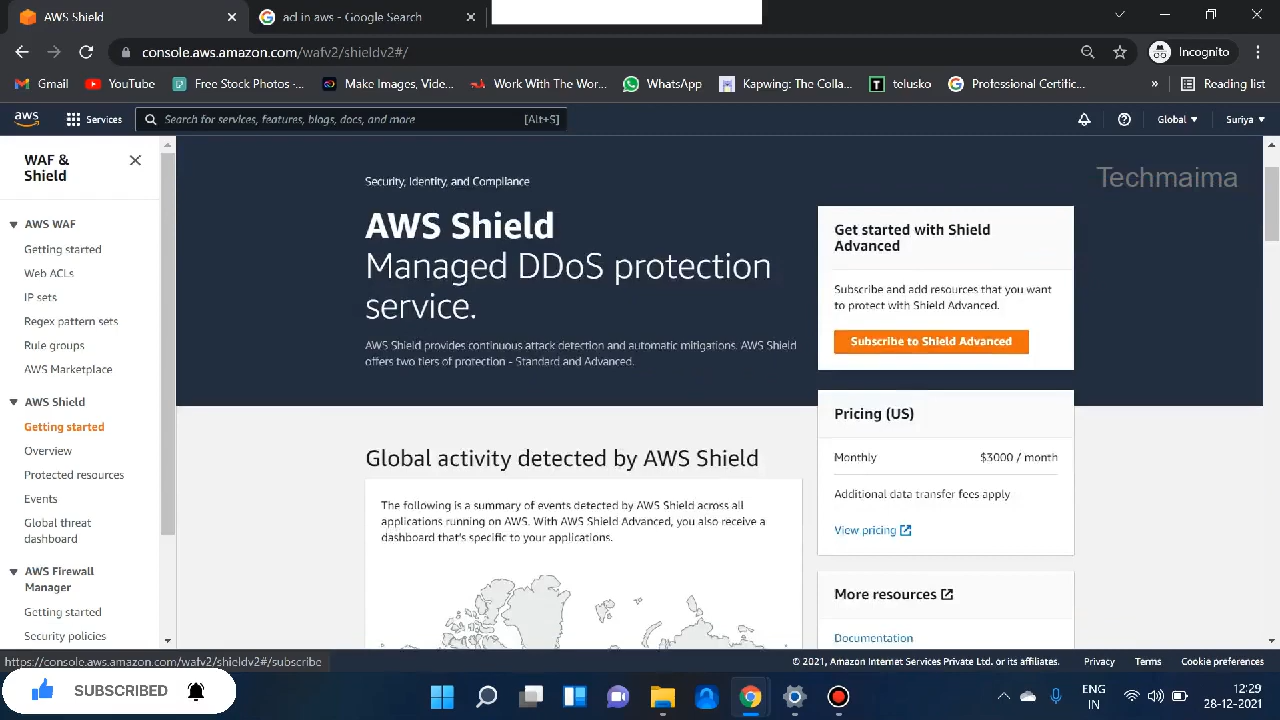 AWS Shield
ad in aws - Google Search
console.aws.amazon.com/wafv2/shieldv2#/
Incognito
Gmail
YouTube
Free Stock Photos -...
Make Images, Vide...
Work With The Wor...
WhatsApp
Kapwing: The Colla...
telusko
Professional Certific...
»
Reading list
aws
Services
Search for services, features, blogs, docs, and more
[Alt+S]
Global
Suriya
WAF &
Shield
AWS WAF
Getting started
Web ACLs
IP sets
Regex pattern sets
Rule groups
AWS Marketplace
AWS Shield
Getting started
Overview
Protected resources
Events
Global threat
dashboard
AWS Firewall
Manager
Getting started
Security policies
Techmaima
Security, Identity, and Compliance
AWS Shield
Managed DDoS protection
service.
AWS Shield provides continuous attack detection and automatic mitigations. AWS Shield
offers two tiers of protection - Standard and Advanced.
Get started with Shield
Advanced
Subscribe and add resources that you want
to protect with Shield Advanced.
Subscribe to Shield Advanced
Pricing (US)
Monthly $3000 / month
Additional data transfer fees apply
View pricing
More resources
Documentation
Global activity detected by AWS Shield
The following is a summary of events detected by AWS Shield across all
applications running on AWS. With AWS Shield Advanced, you also receive a
dashboard that's specific to your applications.
https://console.aws.amazon.com/wafv2/shieldv2#/subscribe
© 2021, Amazon Internet Services Private Ltd. or its affiliates.
Privacy
Terms
Cookie preferences
SUBSCRIBED
ENG
IN
12:29
28-12-2021